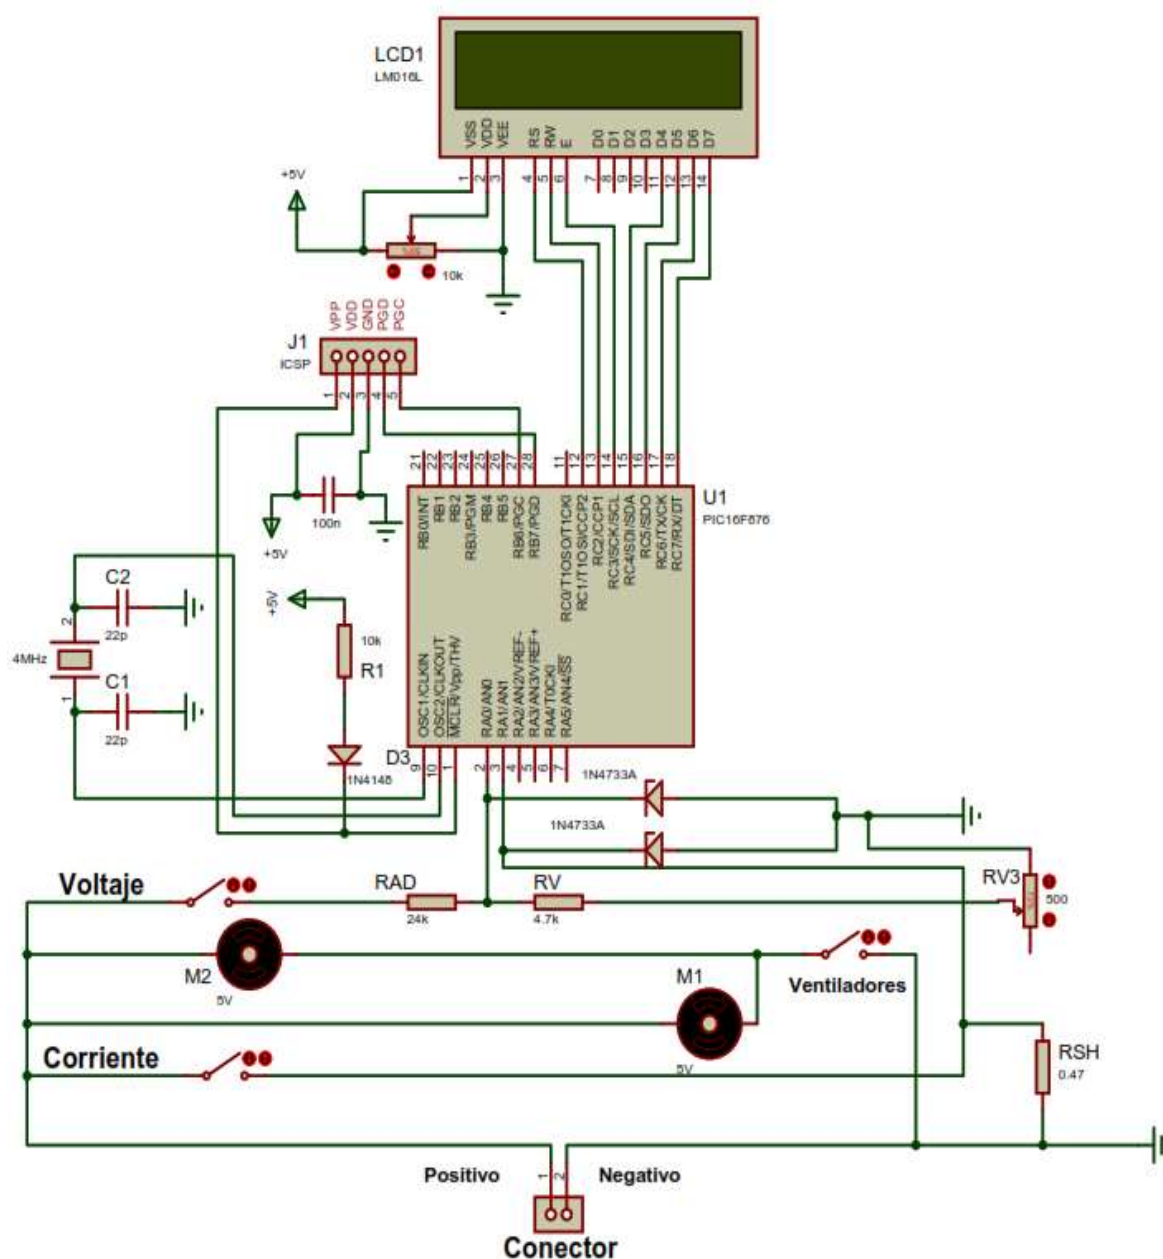 LCD1
LM016L
VSS VDD VEE RS RW E D0 D1 D2 D3 D4 D5 D6 D7
1 2 3 4 5 6 7 8 9 10 11 12 13 14
+5V
10k
VPP VDD GND PGD PGC
J1
ICSP
1 2 3 4 5
21 22 23 24 25 26 27 28 11 12 13 14 15 16 17 18
U1
PIC16F876
RB0/INT RB1 RB2 RB3/PGM RB4 RB5 RB6/PGC RB7/PGD RC0/T1OSO/T1CKI RC1/T1OSI/CCP2 RC2/CCP1 RC3/SCK/SCL RC4/SDI/SDA RC5/SDO RC6/TX/CK RC7/RX/DT
100n
+5V
C2
22p
+5V
2
4MHz
1
10k
R1
C1
22p
OSC1/CLKIN OSC2/CLKOUT MCLR/Vpp/THV RA0/AN0 RA1/AN1 RA2/AN2/VREF- RA3/AN3/VREF+ RA4/T0CKI RA5/AN4/SS
D3
1N4148
9 10 1 2 3 4 5 6 7
1N4733A
1N4733A
Voltaje
RAD
24k
RV
4.7k
RV3
500
M2
5V
M1
5V
Ventiladores
Corriente
RSH
0.47
Positivo
1 2
Negativo
Conector